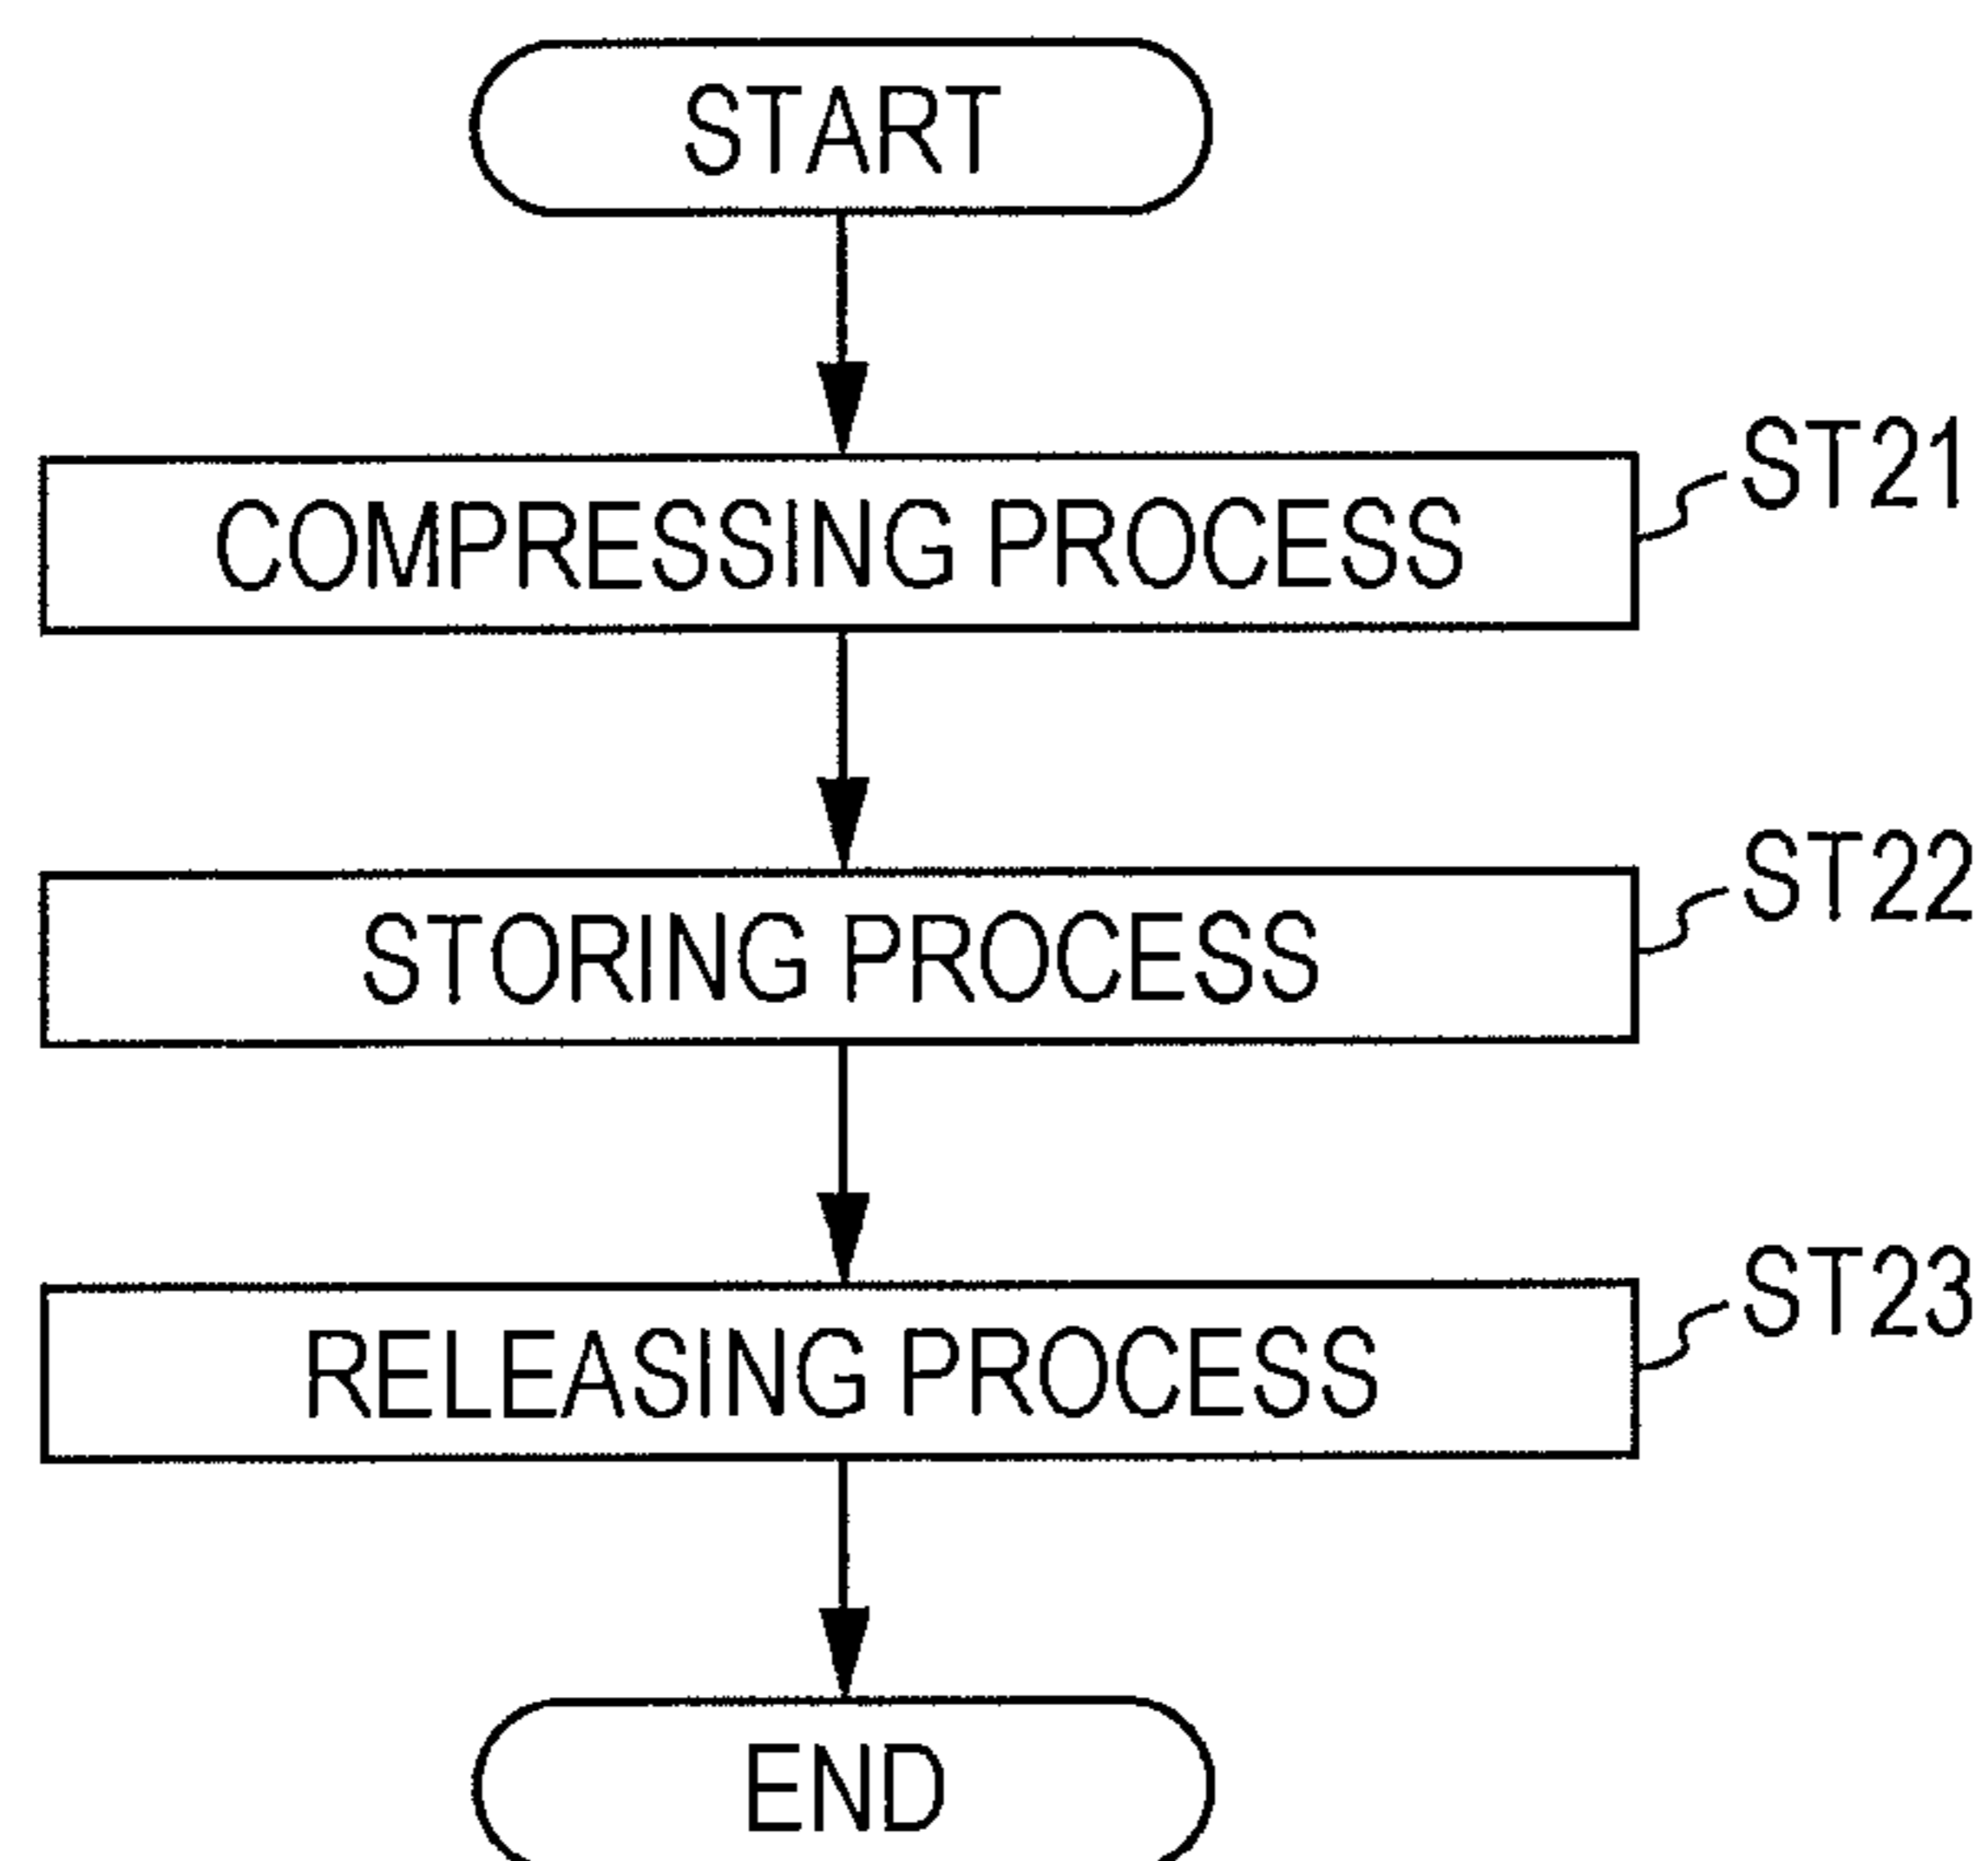 START
COMPRESSING PROCESS
ST21
STORING PROCESS
ST22
RELEASING PROCESS
ST23
END